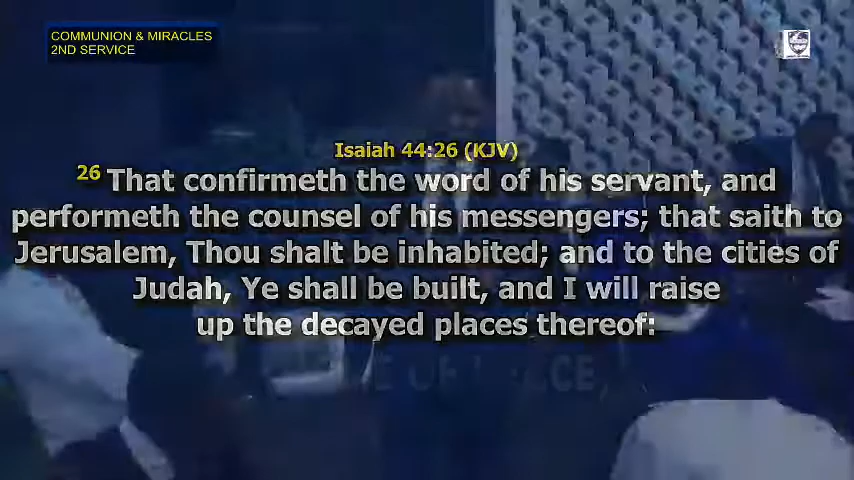 COMMUNION & MIRACLES
2ND SERVICE
Isaiah 44:26 (KJV)
26 That confirmeth the word of his servant, and
performeth the counsel of his messengers; that saith to
Jerusalem, Thou shalt be inhabited; and to the cities of
Judah, Ye shall be built, and I will raise
up the decayed places thereof: